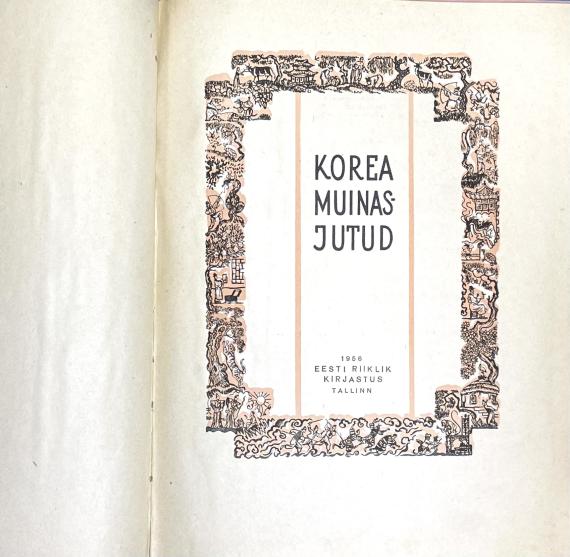 KOREA
MUINAS-
JUTUD
1956
EESTI RIIKLIK
KIRJASTUS
TALLINN